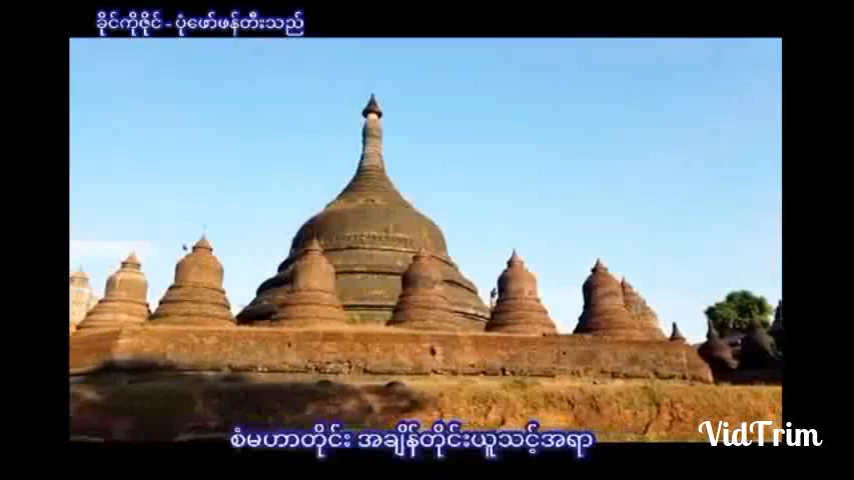 ခိုင်ကိုဇိုင် - ပုံဖော်ဖန်တီးသည်
စံမဟာတိုင်း အချိန်တိုင်းယူသင့်အရာ
VidTrim